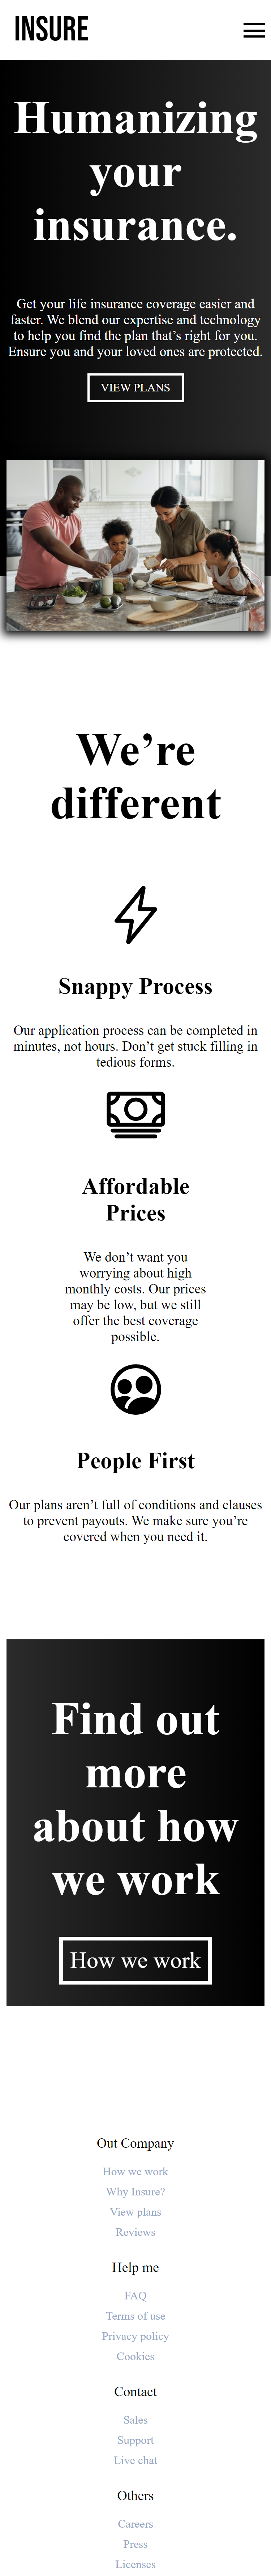 INSURE
Humanizing
your
insurance.
Get your life insurance coverage easier and
faster. We blend our expertise and technology
to help you find the plan that’s right for you.
Ensure you and your loved ones are protected.
VIEW PLANS
We’re
different
Snappy Process
Our application process can be completed in
minutes, not hours. Don’t get stuck filling in
tedious forms.
Affordable
Prices
We don’t want you
worrying about high
monthly costs. Our prices
may be low, but we still
offer the best coverage
possible.
People First
Our plans aren’t full of conditions and clauses
to prevent payouts. We make sure you’re
covered when you need it.
Find out
more
about how
we work
How we work
Out Company
How we work
Why Insure?
View plans
Reviews
Help me
FAQ
Terms of use
Privacy policy
Cookies
Contact
Sales
Support
Live chat
Others
Careers
Press
Licenses